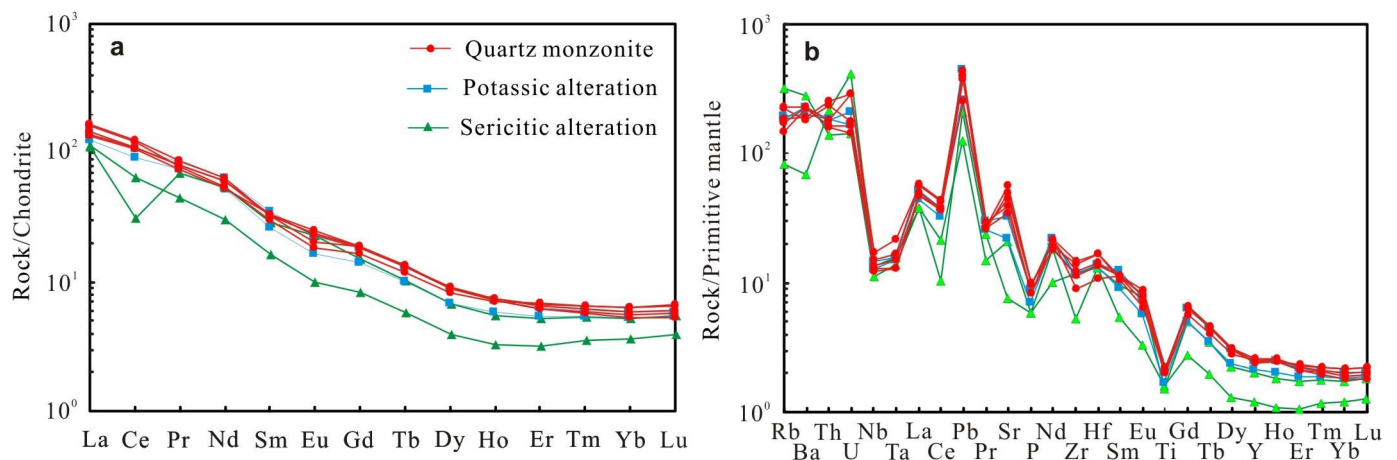 a
Quartz monzonite
Potassic alteration
Sericitic alteration
Rock/Chondrite
10³
10²
10¹
10⁰
La Ce Pr Nd Sm Eu Gd Tb Dy Ho Er Tm Yb Lu
b
Rock/Primitive mantle
10³
10²
10¹
10⁰
Rb Th Nb La Pb Sr Nd Hf Eu Gd Dy Ho Tm Lu
Ba U Ta Ce Pr P Zr Sm Ti Tb Y Er Yb